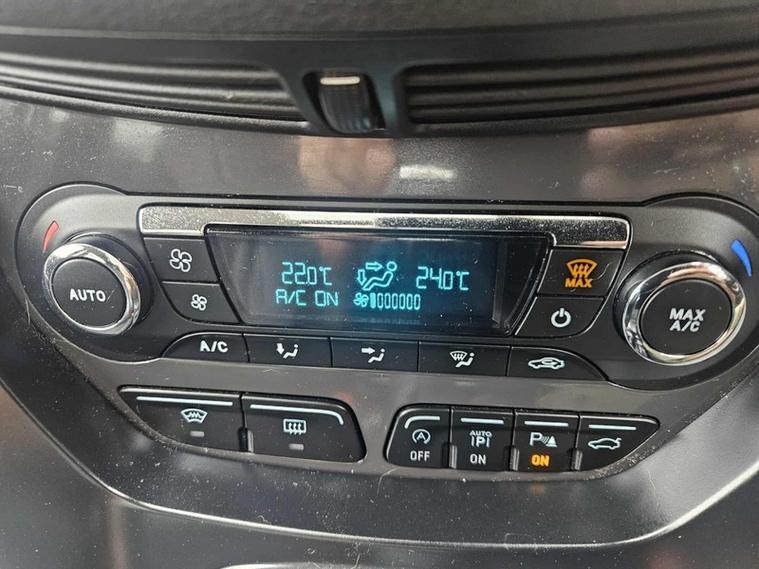 22.0°C 24.0°C
A/C ON
AUTO
MAX
MAX
A/C
A/C
OFF
AUTO
P
ON
P
ON